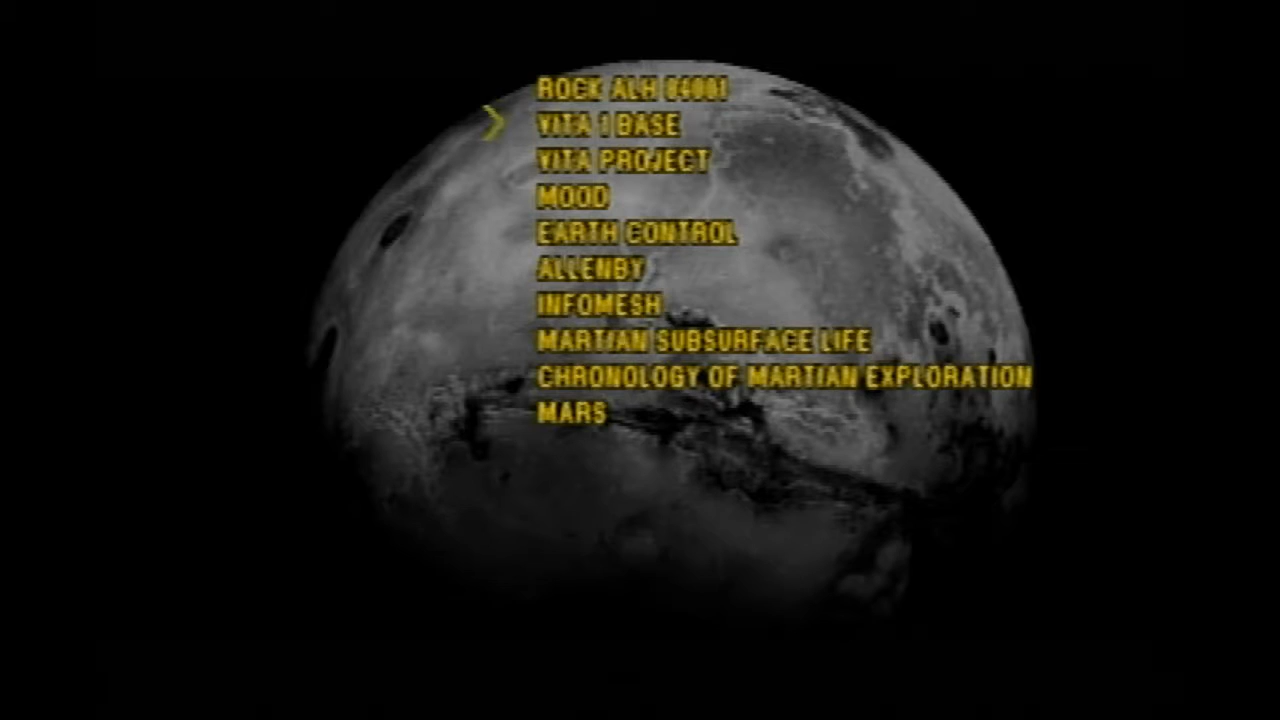 ROCK ALH 84001
VITA 1 BASE
VITA PROJECT
MOOD
EARTH CONTROL
ALLENBY
INFOMESH
MARTIAN SUBSURFACE LIFE
CHRONOLOGY OF MARTIAN EXPLORATION
MARS